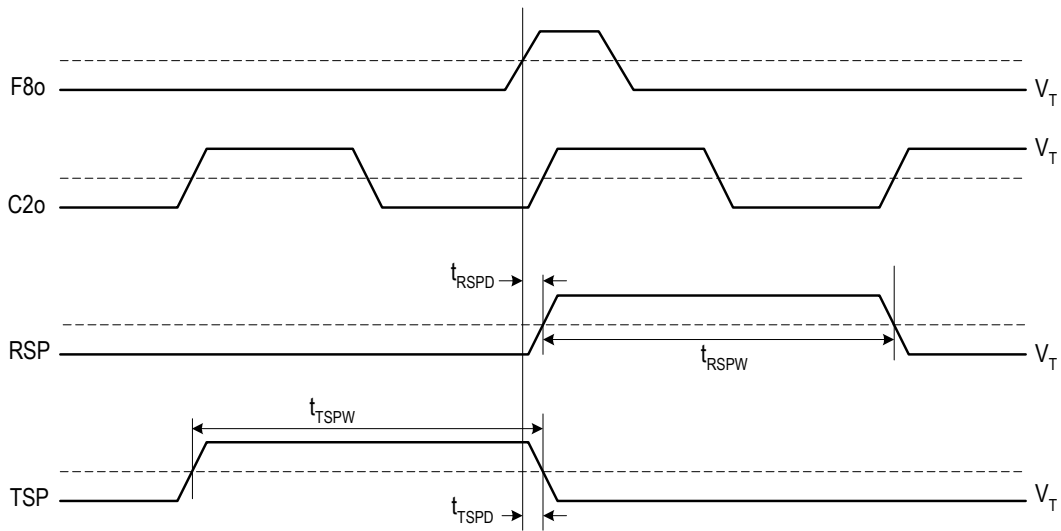 F8o
V_T
V_T
C2o
t_RSPD
RSP
t_RSPW
V_T
t_TSPW
TSP
V_T
t_TSPD